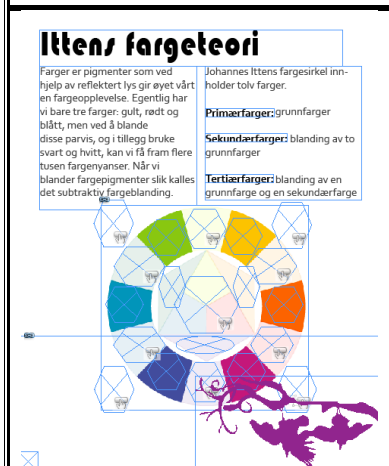 Ittens fargeteori
Farger er pigmenter som ved
hjelp av reflektert lys gir øyet vårt
en fargeopplevelse. Egentlig har
vi bare tre farger: gult, rødt og
blått, men ved å blande
disse parvis, og i tillegg bruke
svart og hvitt, kan vi få fram flere
tusen fargenyanser. Når vi
blander fargepigmenter slik kalles
det subtraktiv fargeblanding.
Johannes Ittens fargesirkel inn-
holder tolv farger.
Primærfarger: grunnfarger
Sekundærfarger: blanding av to
grunnfarger
Tertiærfarger: blanding av en
grunnfarge og en sekundærfarge